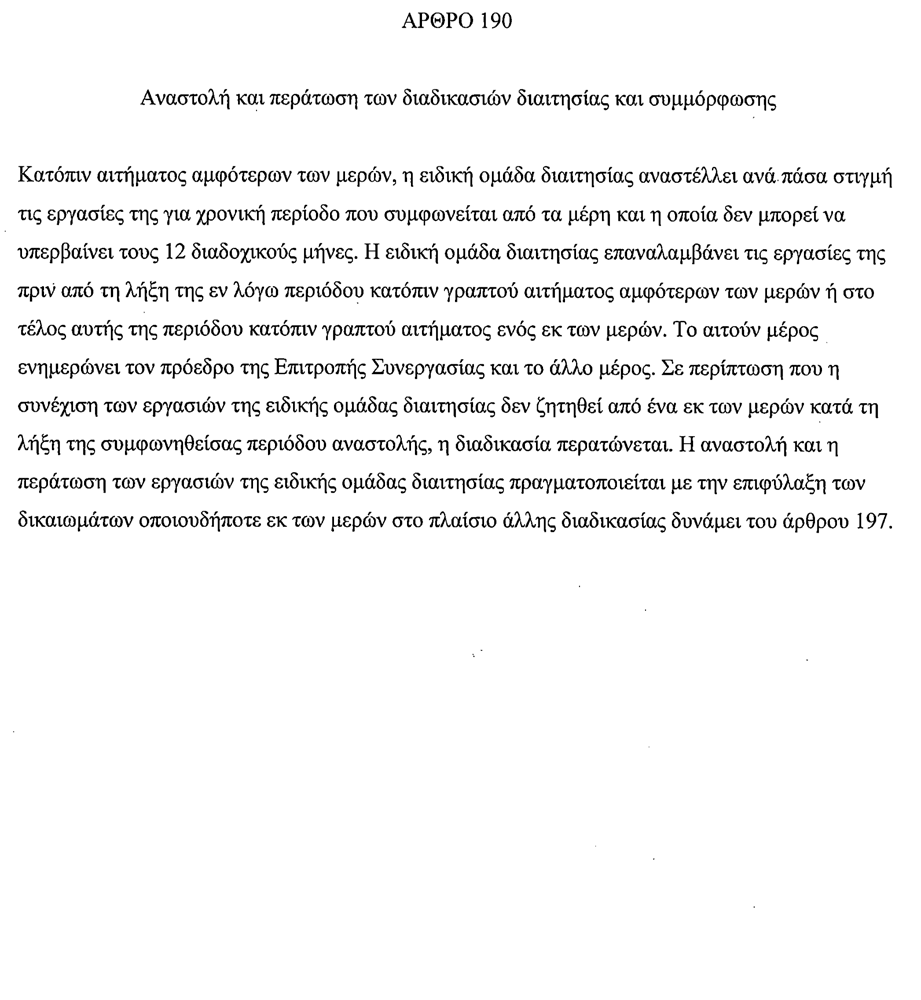 ΑΡΘΡΟ 190
Αναστολή και περάτωση των διαδικασιών διαιτησίας και συμμόρφωσης
Κατόπιν αιτήματος αμφότερων των μερών, η ειδική ομάδα διαιτησίας αναστέλλει ανά πάσα στιγμή
τις εργασίες της για χρονική περίοδο που συμφωνείται από τα μέρη και η οποία δεν μπορεί να
υπερβαίνει τους 12 διαδοχικούς μήνες. Η ειδική ομάδα διαιτησίας επαναλαμβάνει τις εργασίες της
πριν από τη λήξη της εν λόγω περιόδου κατόπιν γραπτού αιτήματος αμφότερων των μερών ή στο
τέλος αυτής της περιόδου κατόπιν γραπτού αιτήματος ενός εκ των μερών. Το αιτούν μέρος
ενημερώνει τον πρόεδρο της Επιτροπής Συνεργασίας και το άλλο μέρος. Σε περίπτωση που η
συνέχιση των εργασιών της ειδικής ομάδας διαιτησίας δεν ζητηθεί από ένα εκ των μερών κατά τη
λήξη της συμφωνηθείσας περιόδου αναστολής, η διαδικασία περατώνεται. Η αναστολή και η
περάτωση των εργασιών της ειδικής ομάδας διαιτησίας πραγματοποιείται με την επιφύλαξη των
δικαιωμάτων οποιουδήποτε εκ των μερών στο πλαίσιο άλλης διαδικασίας δυνάμει του άρθρου 197.